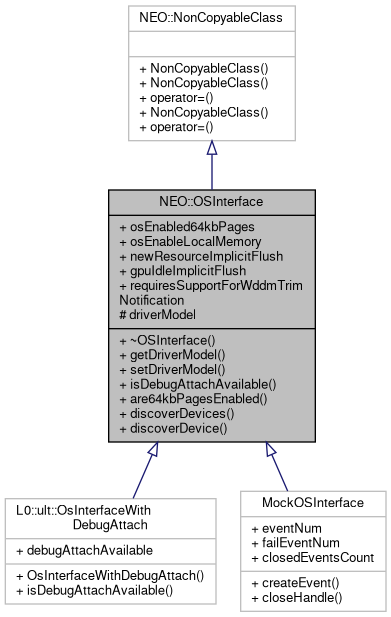 NEO::NonCopyableClass
+ NonCopyableClass()
+ NonCopyableClass()
+ operator=()
+ NonCopyableClass()
+ operator=()
NEO::OSInterface
+ osEnabled64kbPages
+ osEnableLocalMemory
+ newResourceImplicitFlush
+ gpuIdleImplicitFlush
+ requiresSupportForWddmTrim
Notification
# driverModel
+ ~OSInterface()
+ getDriverModel()
+ setDriverModel()
+ isDebugAttachAvailable()
+ are64kbPagesEnabled()
+ discoverDevices()
+ discoverDevice()
L0::ult::OsInterfaceWith
DebugAttach
+ debugAttachAvailable
+ OsInterfaceWithDebugAttach()
+ isDebugAttachAvailable()
MockOSInterface
+ eventNum
+ failEventNum
+ closedEventsCount
+ createEvent()
+ closeHandle()